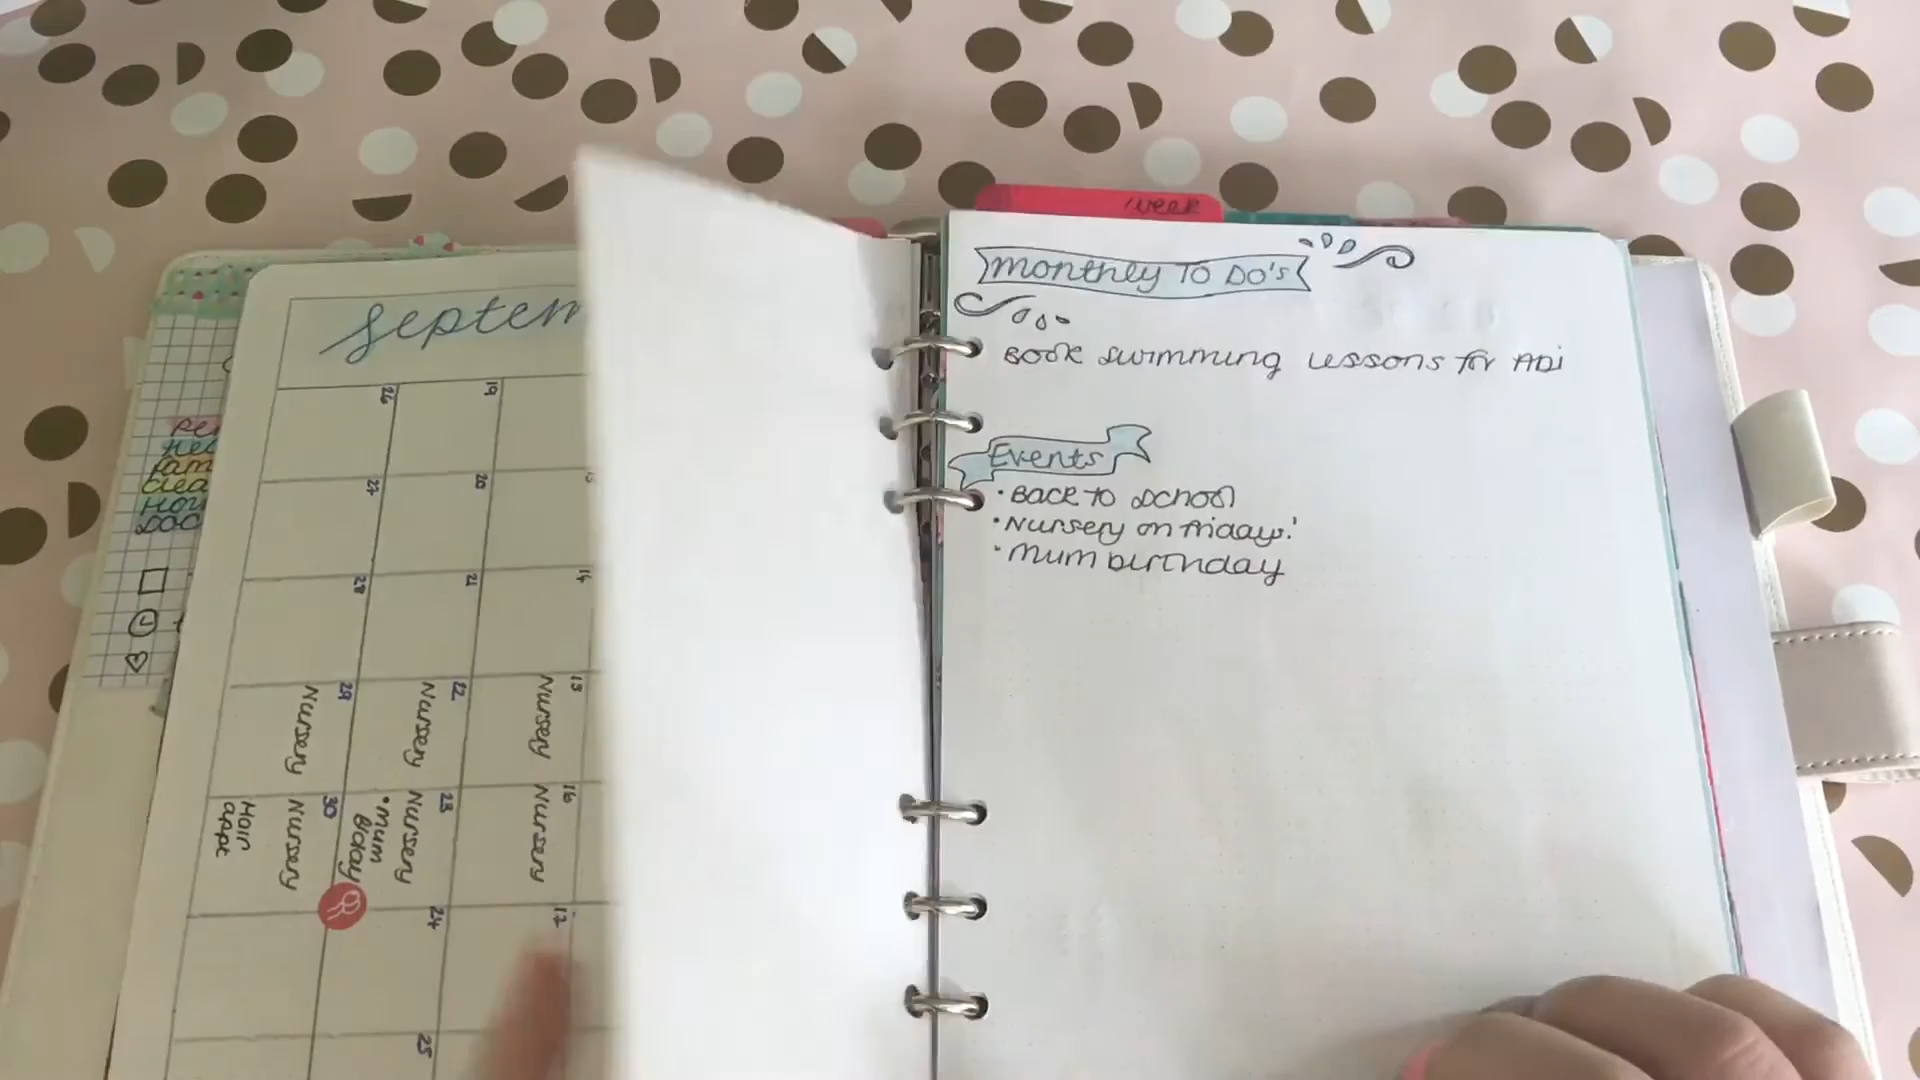 week
Monthly To Do's
Book swimming lessons for Adi
Events
• Back to School
• Nursery on Fridays!
• Mum birthday
Septem
19
26
20
27
14
21
28
15
22
29
Nursery
Nursery
Nursery
16
23
30
Nursery
Nursery
• Mum
Bday
Nursery
Hair
appt
17
24
25